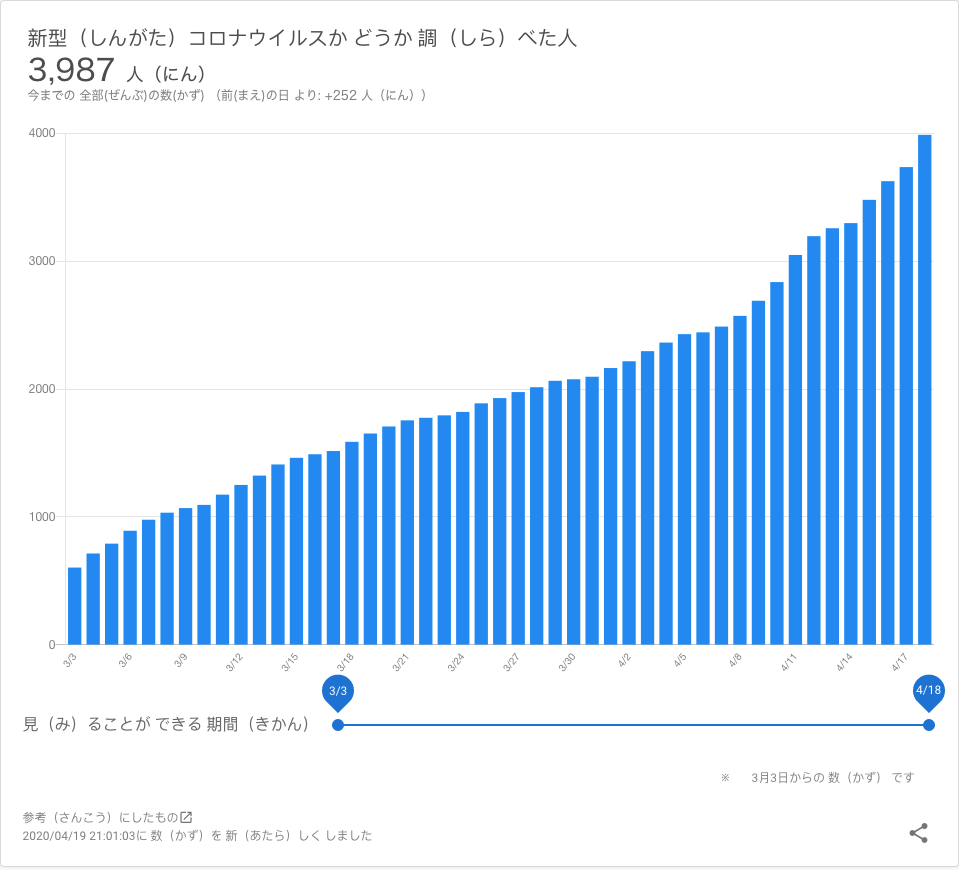 新型（しんがた）コロナウイルスか どうか 調（しら）べた人
3,987 人（にん）
今までの 全部(ぜんぶ)の数(かず) （前(まえ)の日 より: +252 人（にん））
4000
3000
2000
1000
0
3/3 3/6 3/9 3/12 3/15 3/18 3/21 3/24 3/27 3/30 4/2 4/5 4/8 4/11 4/14 4/17
3/3 4/18
見（み）ることが できる 期間（きかん）
※ 3月3日からの 数（かず） です
参考（さんこう）にしたもの
2020/04/19 21:01:03に 数（かず）を 新（あたら）しく しました